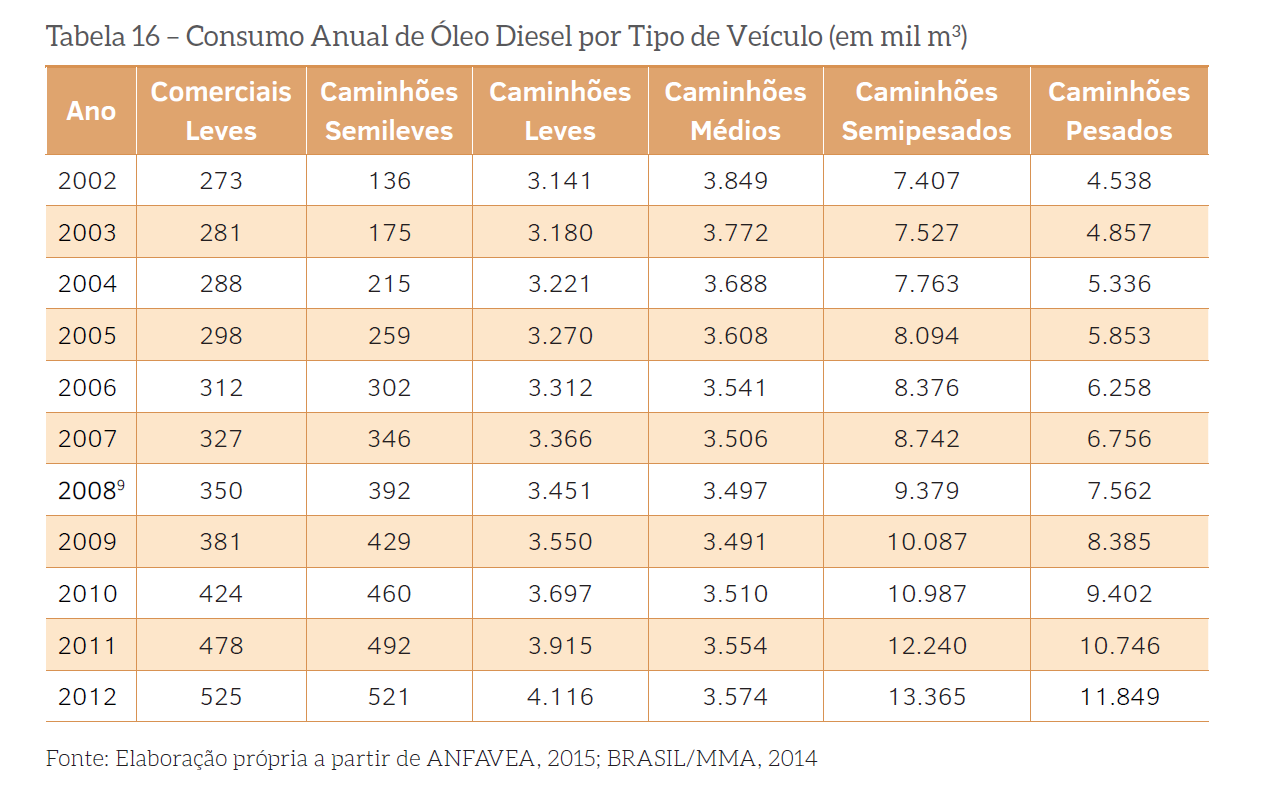 Tabela 16 – Consumo Anual de Óleo Diesel por Tipo de Veículo (em mil m³)
Ano Comerciais Leves Caminhões Semileves Caminhões Leves Caminhões Médios Caminhões Semipesados Caminhões Pesados
2002 273 136 3.141 3.849 7.407 4.538
2003 281 175 3.180 3.772 7.527 4.857
2004 288 215 3.221 3.688 7.763 5.336
2005 298 259 3.270 3.608 8.094 5.853
2006 312 302 3.312 3.541 8.376 6.258
2007 327 346 3.366 3.506 8.742 6.756
2008⁹ 350 392 3.451 3.497 9.379 7.562
2009 381 429 3.550 3.491 10.087 8.385
2010 424 460 3.697 3.510 10.987 9.402
2011 478 492 3.915 3.554 12.240 10.746
2012 525 521 4.116 3.574 13.365 11.849
Fonte: Elaboração própria a partir de ANFAVEA, 2015; BRASIL/MMA, 2014